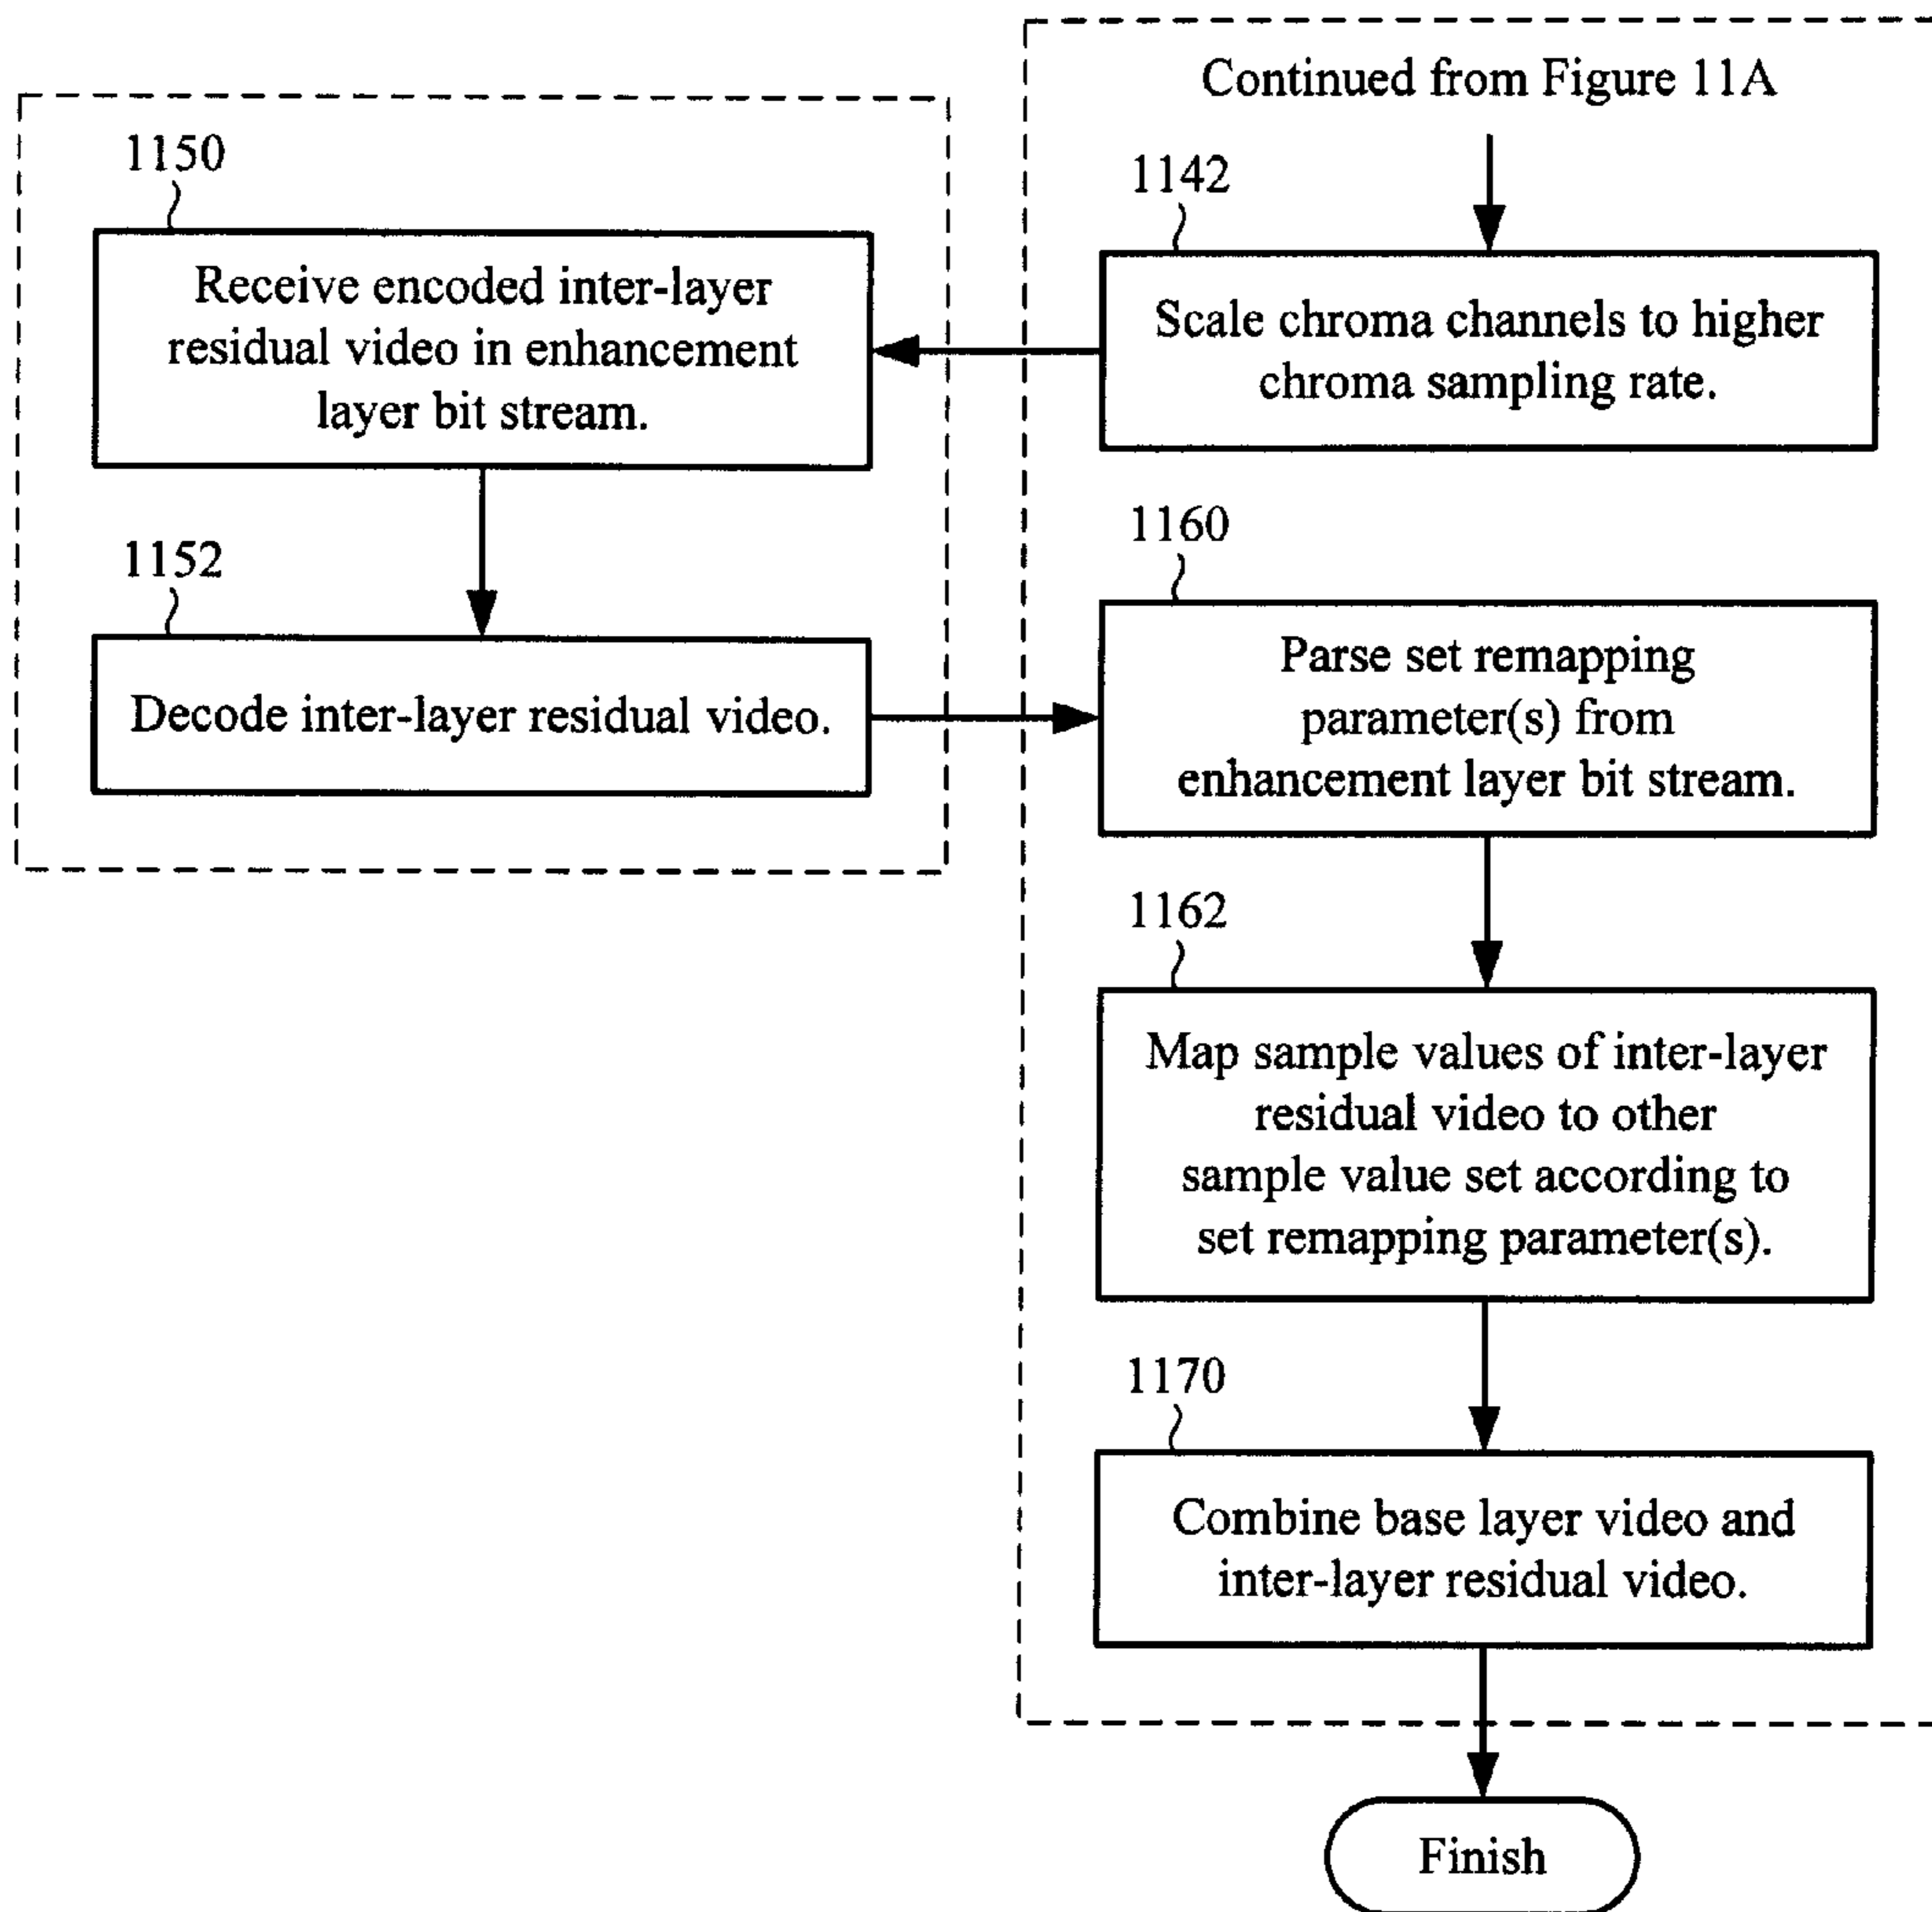 Continued from Figure 11A
1142
Scale chroma channels to higher
chroma sampling rate.
1150
Receive encoded inter-layer
residual video in enhancement
layer bit stream.
1152
Decode inter-layer residual video.
1160
Parse set remapping
parameter(s) from
enhancement layer bit stream.
1162
Map sample values of inter-layer
residual video to other
sample value set according to
set remapping parameter(s).
1170
Combine base layer video and
inter-layer residual video.
Finish